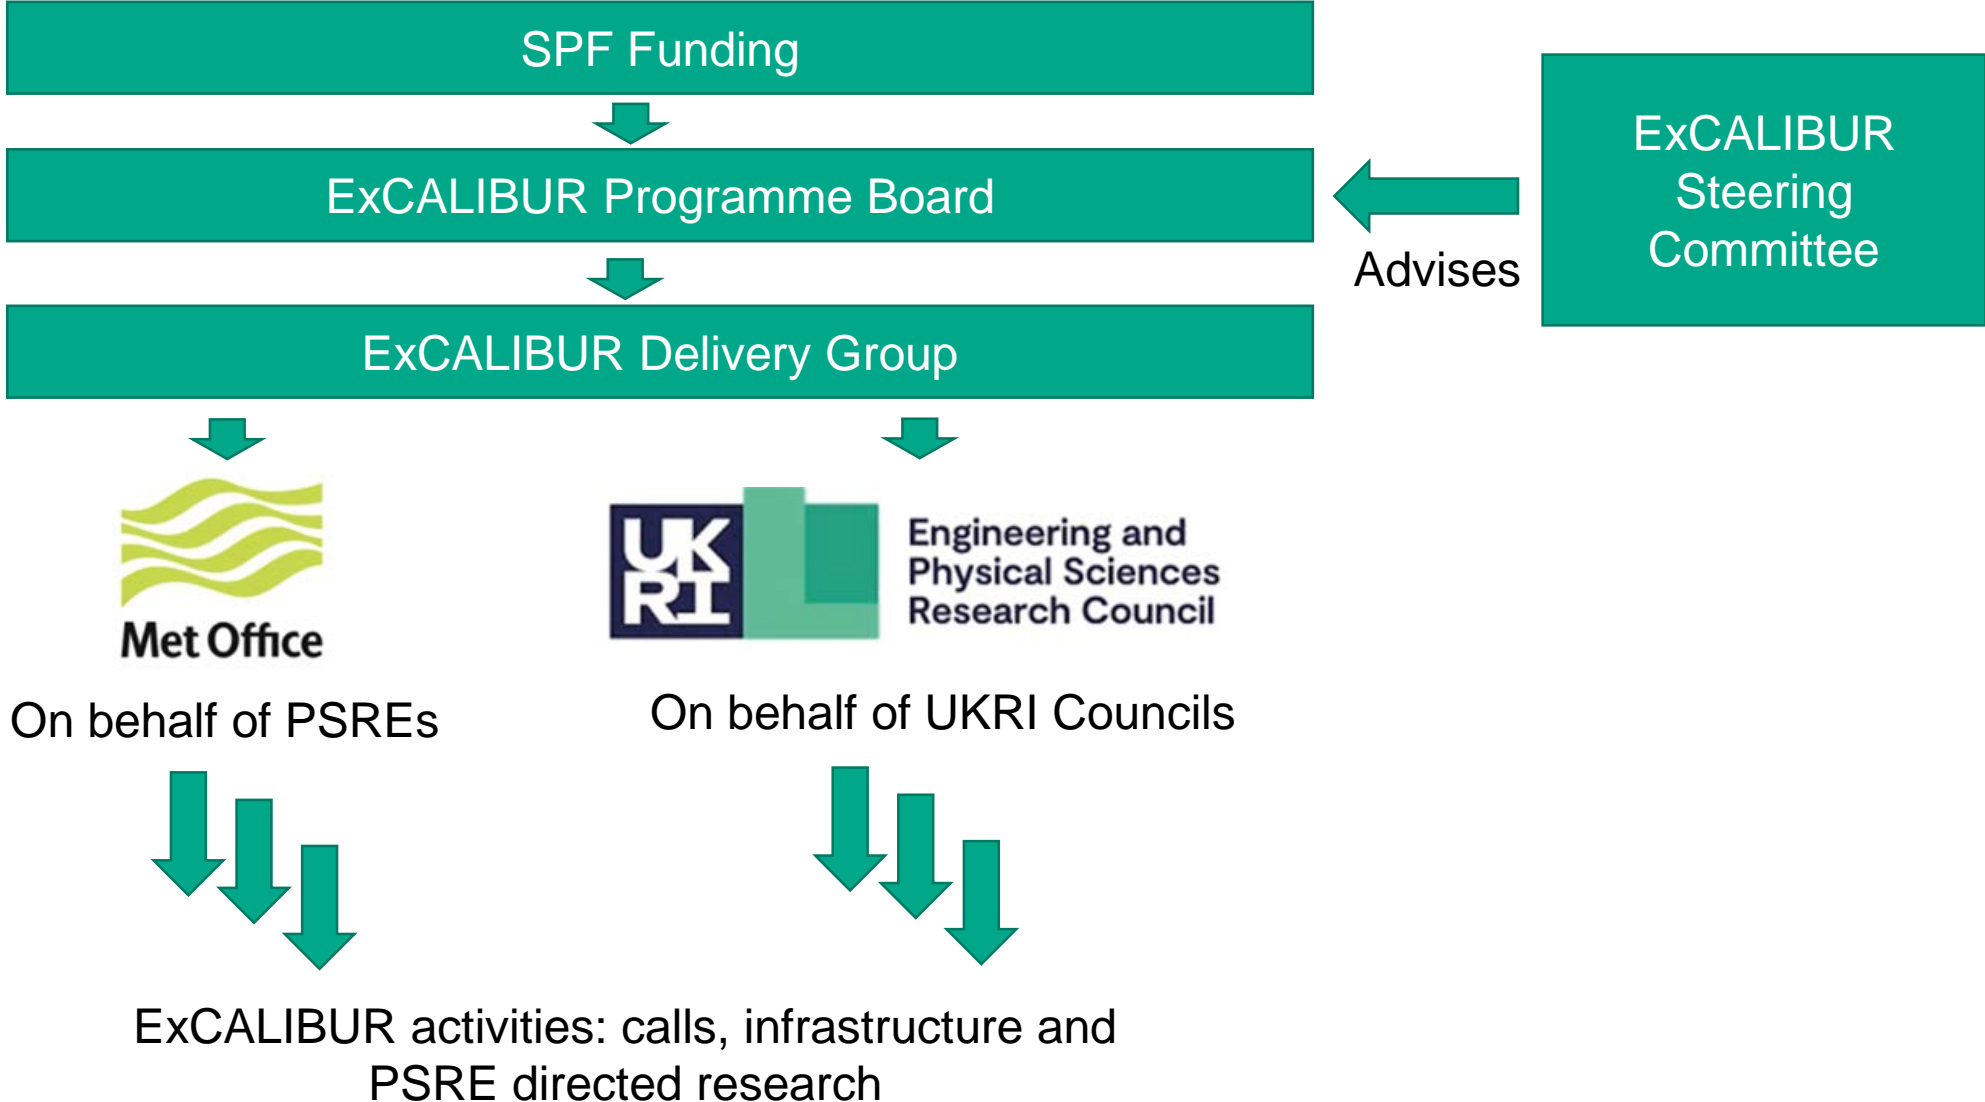 SPF Funding
ExCALIBUR Programme Board
ExCALIBUR
Steering
Committee
Advises
ExCALIBUR Delivery Group
Met Office
UK
RI
Engineering and
Physical Sciences
Research Council
On behalf of PSREs
On behalf of UKRI Councils
ExCALIBUR activities: calls, infrastructure and
PSRE directed research